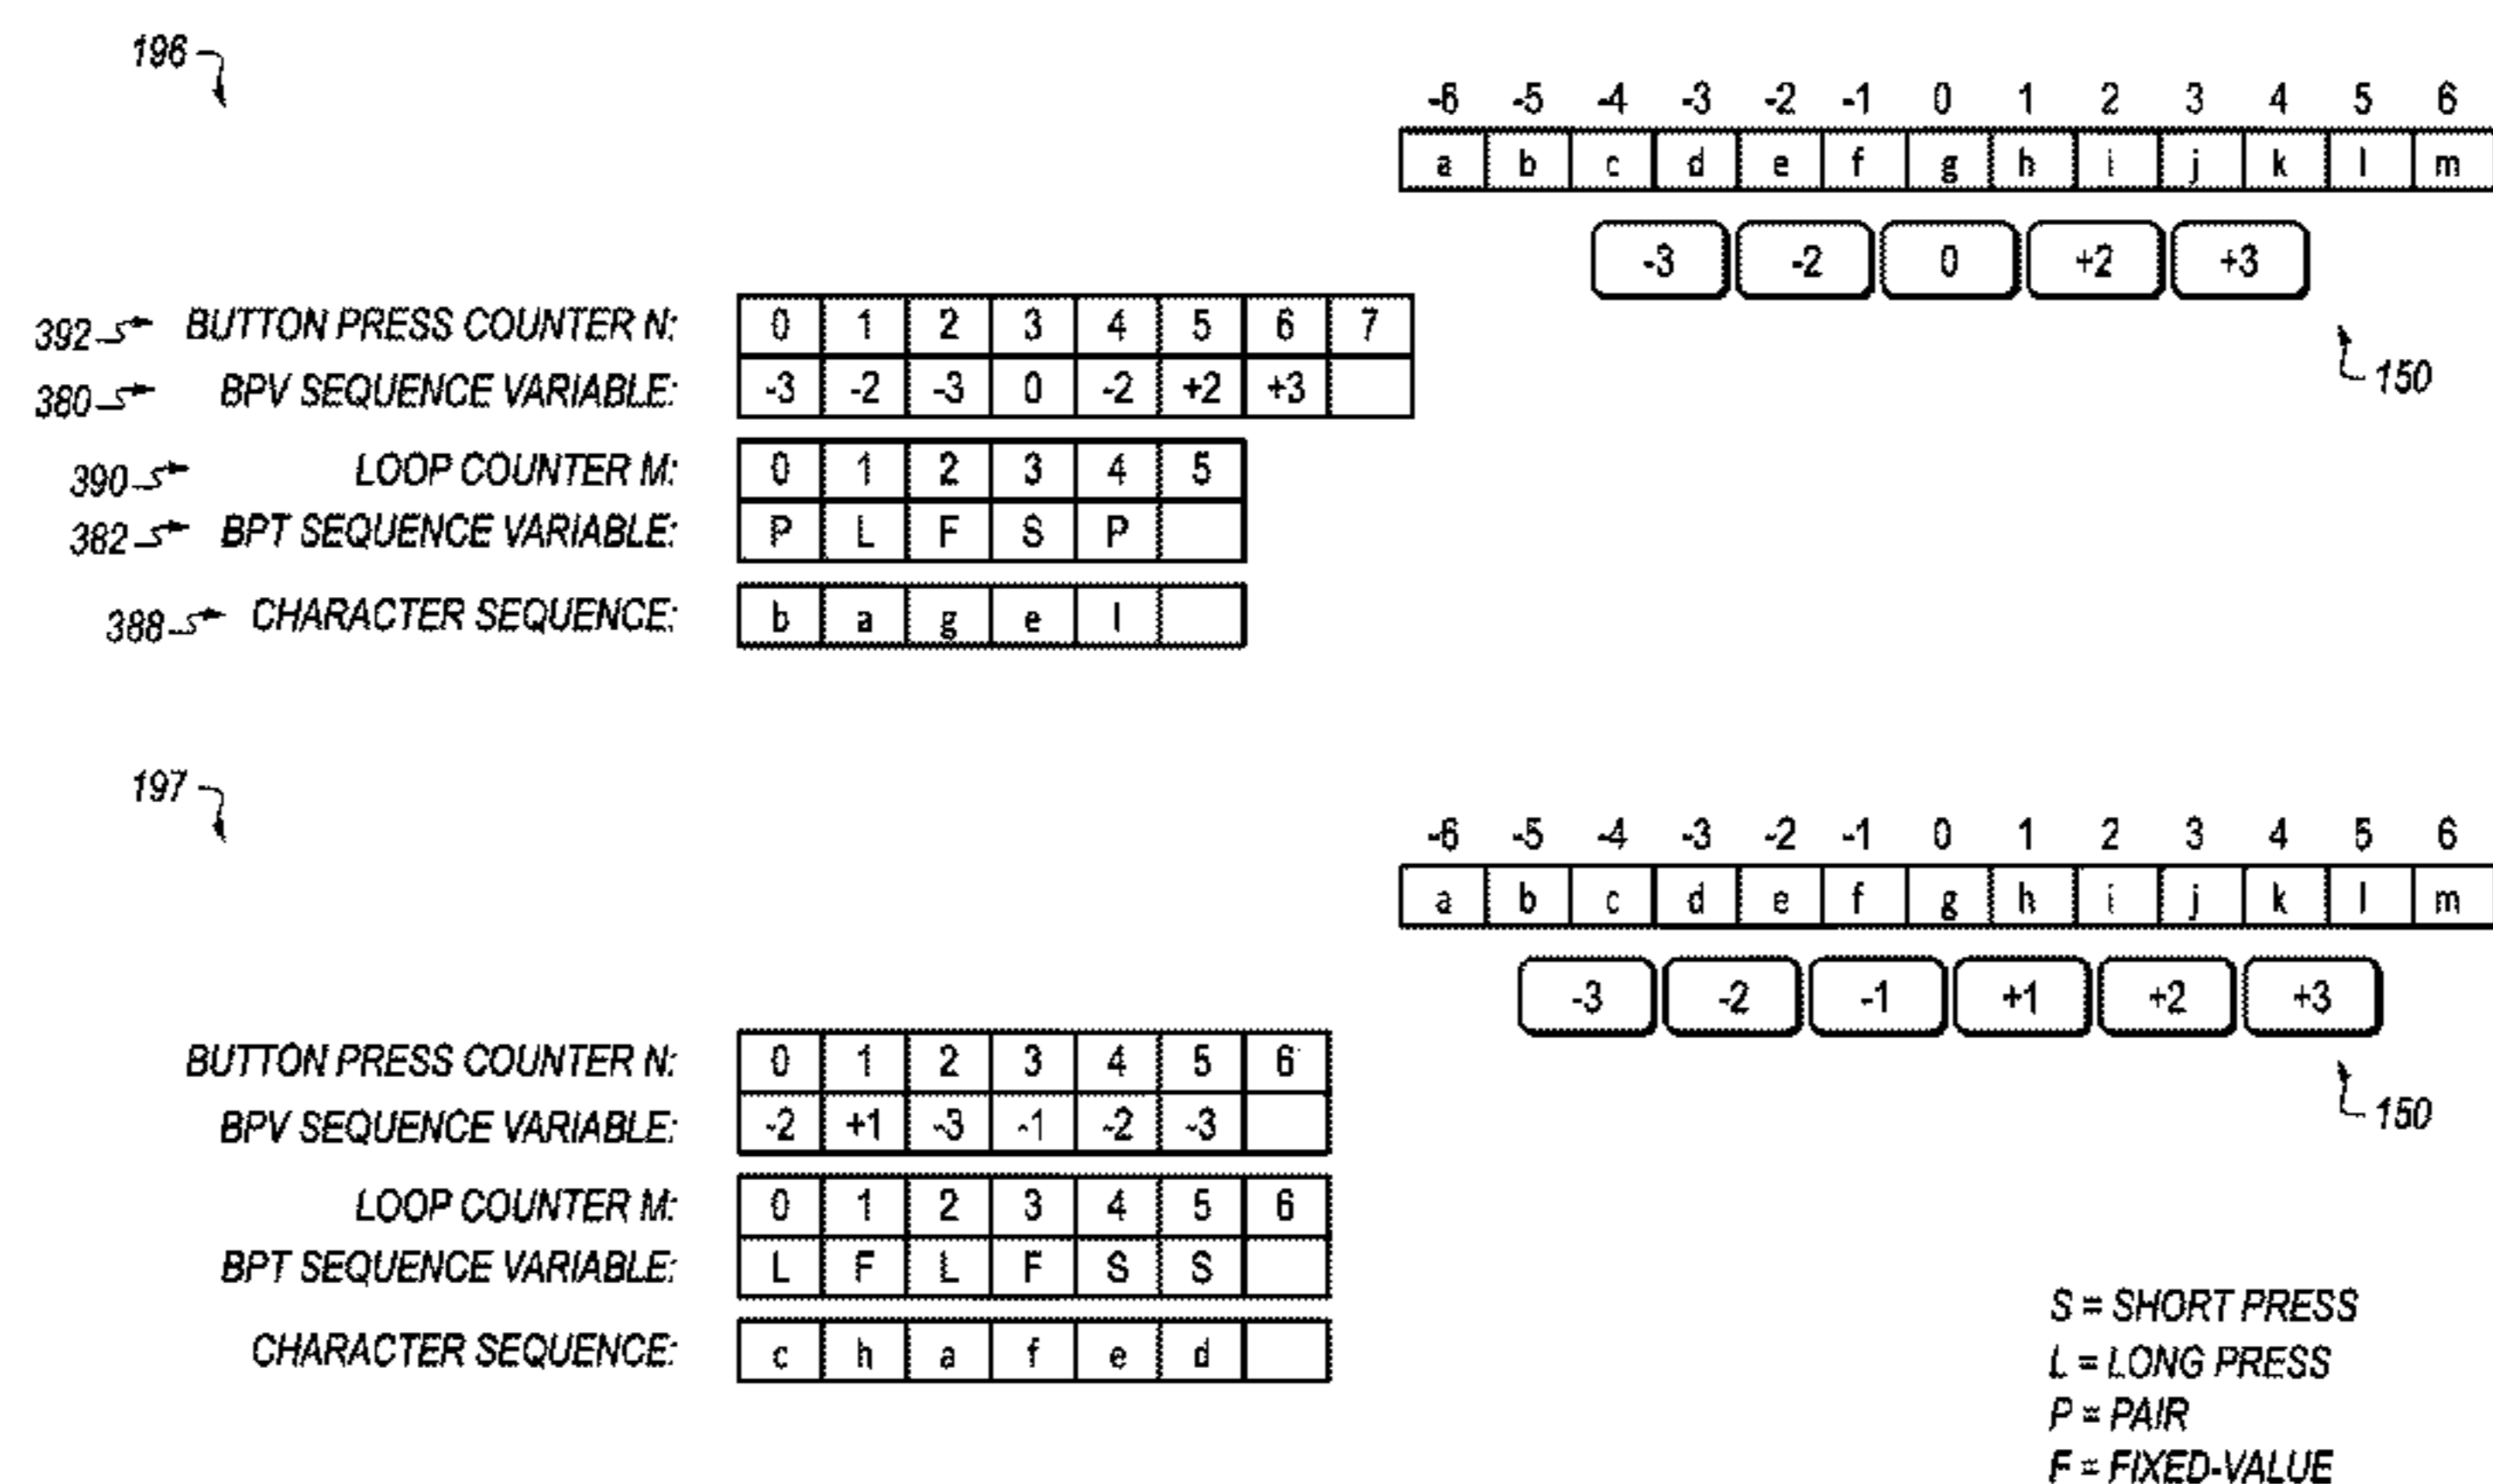 196
-6 -5 -4 -3 -2 -1 0 1 2 3 4 5 6
a b c d e f g h i j k l m
-3 -2 0 +2 +3
150
392 BUTTON PRESS COUNTER N: 0 1 2 3 4 5 6 7
380 BPV SEQUENCE VARIABLE: -3 -2 -3 0 -2 +2 +3
390 LOOP COUNTER M: 0 1 2 3 4 5
382 BPT SEQUENCE VARIABLE: P L F S P
388 CHARACTER SEQUENCE: b a g e l
197
-6 -5 -4 -3 -2 -1 0 1 2 3 4 5 6
a b c d e f g h i j k l m
-3 -2 -1 +1 +2 +3
150
BUTTON PRESS COUNTER N: 0 1 2 3 4 5 6
BPV SEQUENCE VARIABLE: -2 +1 -3 -1 -2 -3
LOOP COUNTER M: 0 1 2 3 4 5 6
BPT SEQUENCE VARIABLE: L F L F S S
CHARACTER SEQUENCE: c h a f e d
S = SHORT PRESS
L = LONG PRESS
P = PAIR
F = FIXED-VALUE